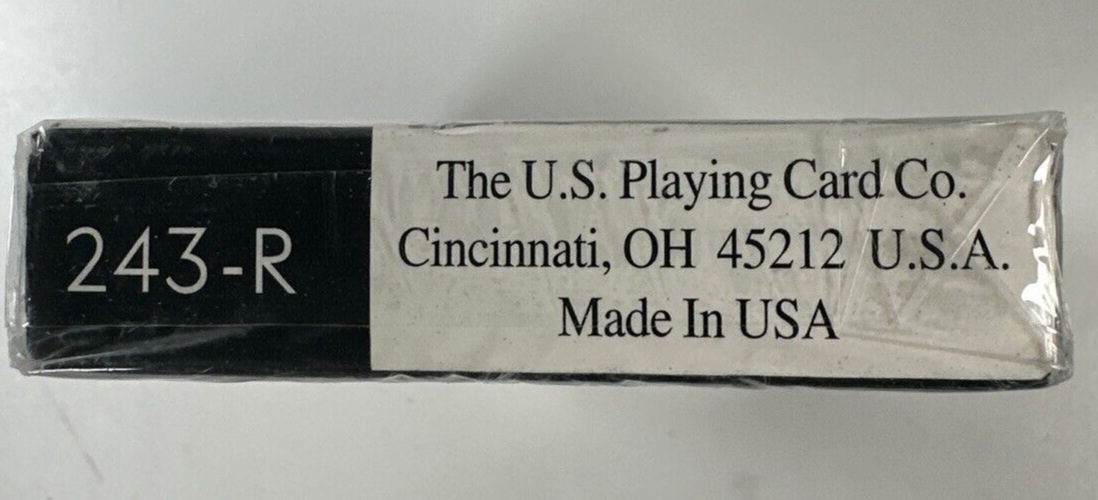 243-R
The U.S. Playing Card Co.
Cincinnati, OH 45212 U.S.A.
Made In USA